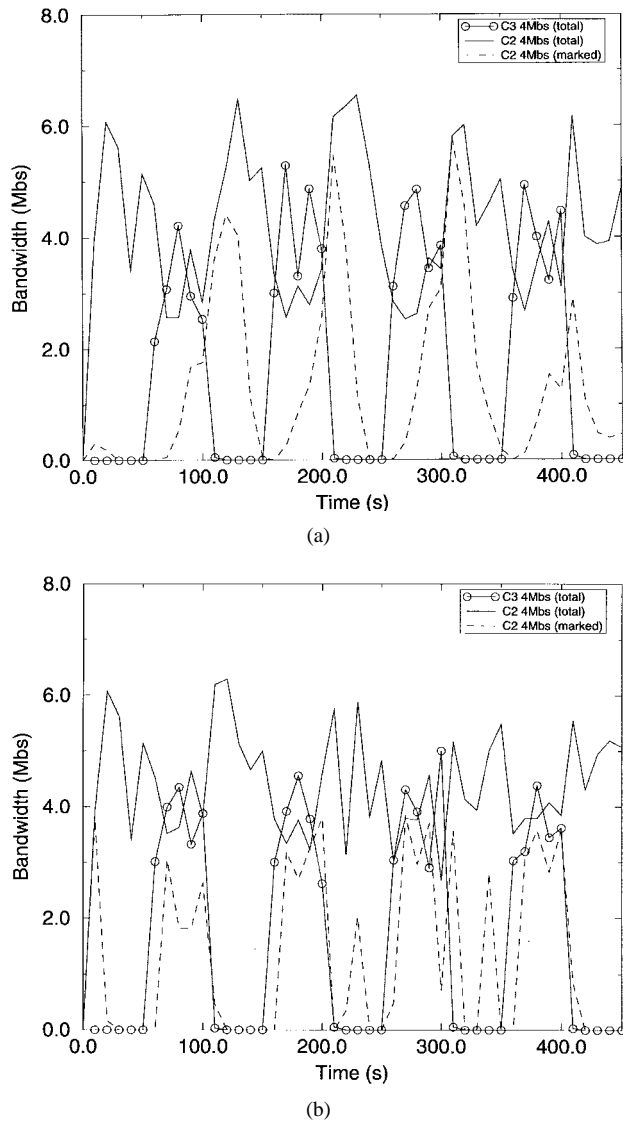 8.0
C3 4Mbs (total)
C2 4Mbs (total)
C2 4Mbs (marked)
6.0
4.0
2.0
0.0
Bandwidth (Mbs)
0.0 100.0 200.0 300.0 400.0
Time (s)
(a)
8.0
C3 4Mbs (total)
C2 4Mbs (total)
C2 4Mbs (marked)
6.0
4.0
2.0
0.0
Bandwidth (Mbs)
0.0 100.0 200.0 300.0 400.0
Time (s)
(b)